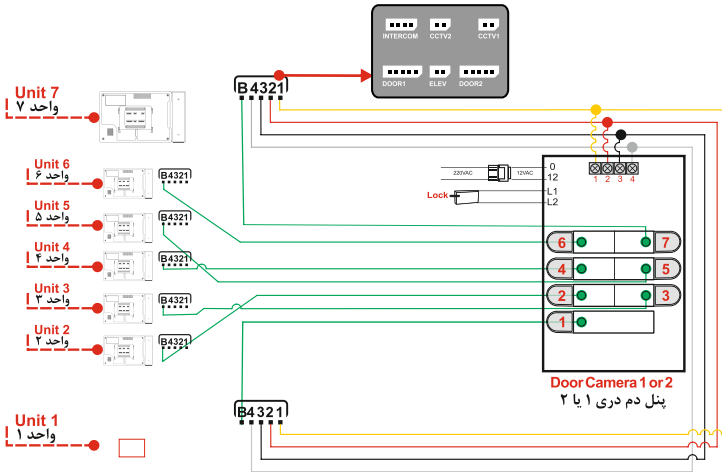 INTERCOM CCTV2 CCTV1
DOOR1 ELEV DOOR2
B4321
Unit 7
واحد ۷
Unit 6
واحد ۶
B4321
Unit 5
واحد ۵
B4321
Unit 4
واحد ۴
B4321
Unit 3
واحد ۳
B4321
Unit 2
واحد ۲
B4321
Unit 1
واحد ۱
B4321
220VAC 12VAC
0
12
Lock
L1
L2
1 2 3 4
6 7
4 5
2 3
1
Door Camera 1 or 2
پنل دم دری ۱ یا ۲